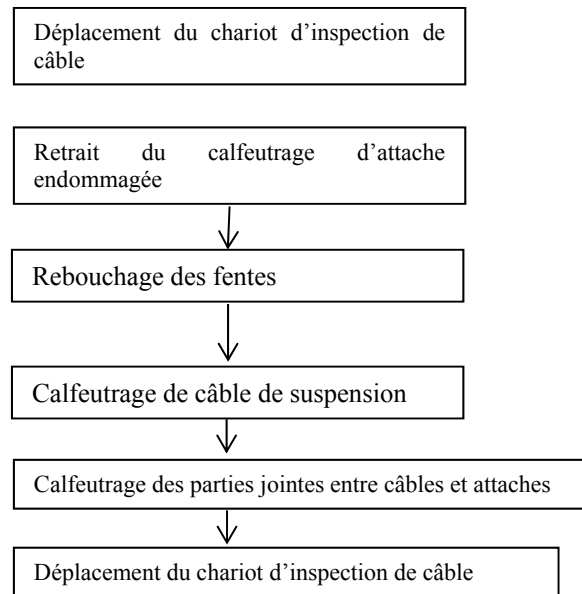 Déplacement du chariot d’inspection de
câble
Retrait du calfeutrage d’attache
endommagée
Rebouchage des fentes
Calfeutrage de câble de suspension
Calfeutrage des parties jointes entre câbles et attaches
Déplacement du chariot d’inspection de câble